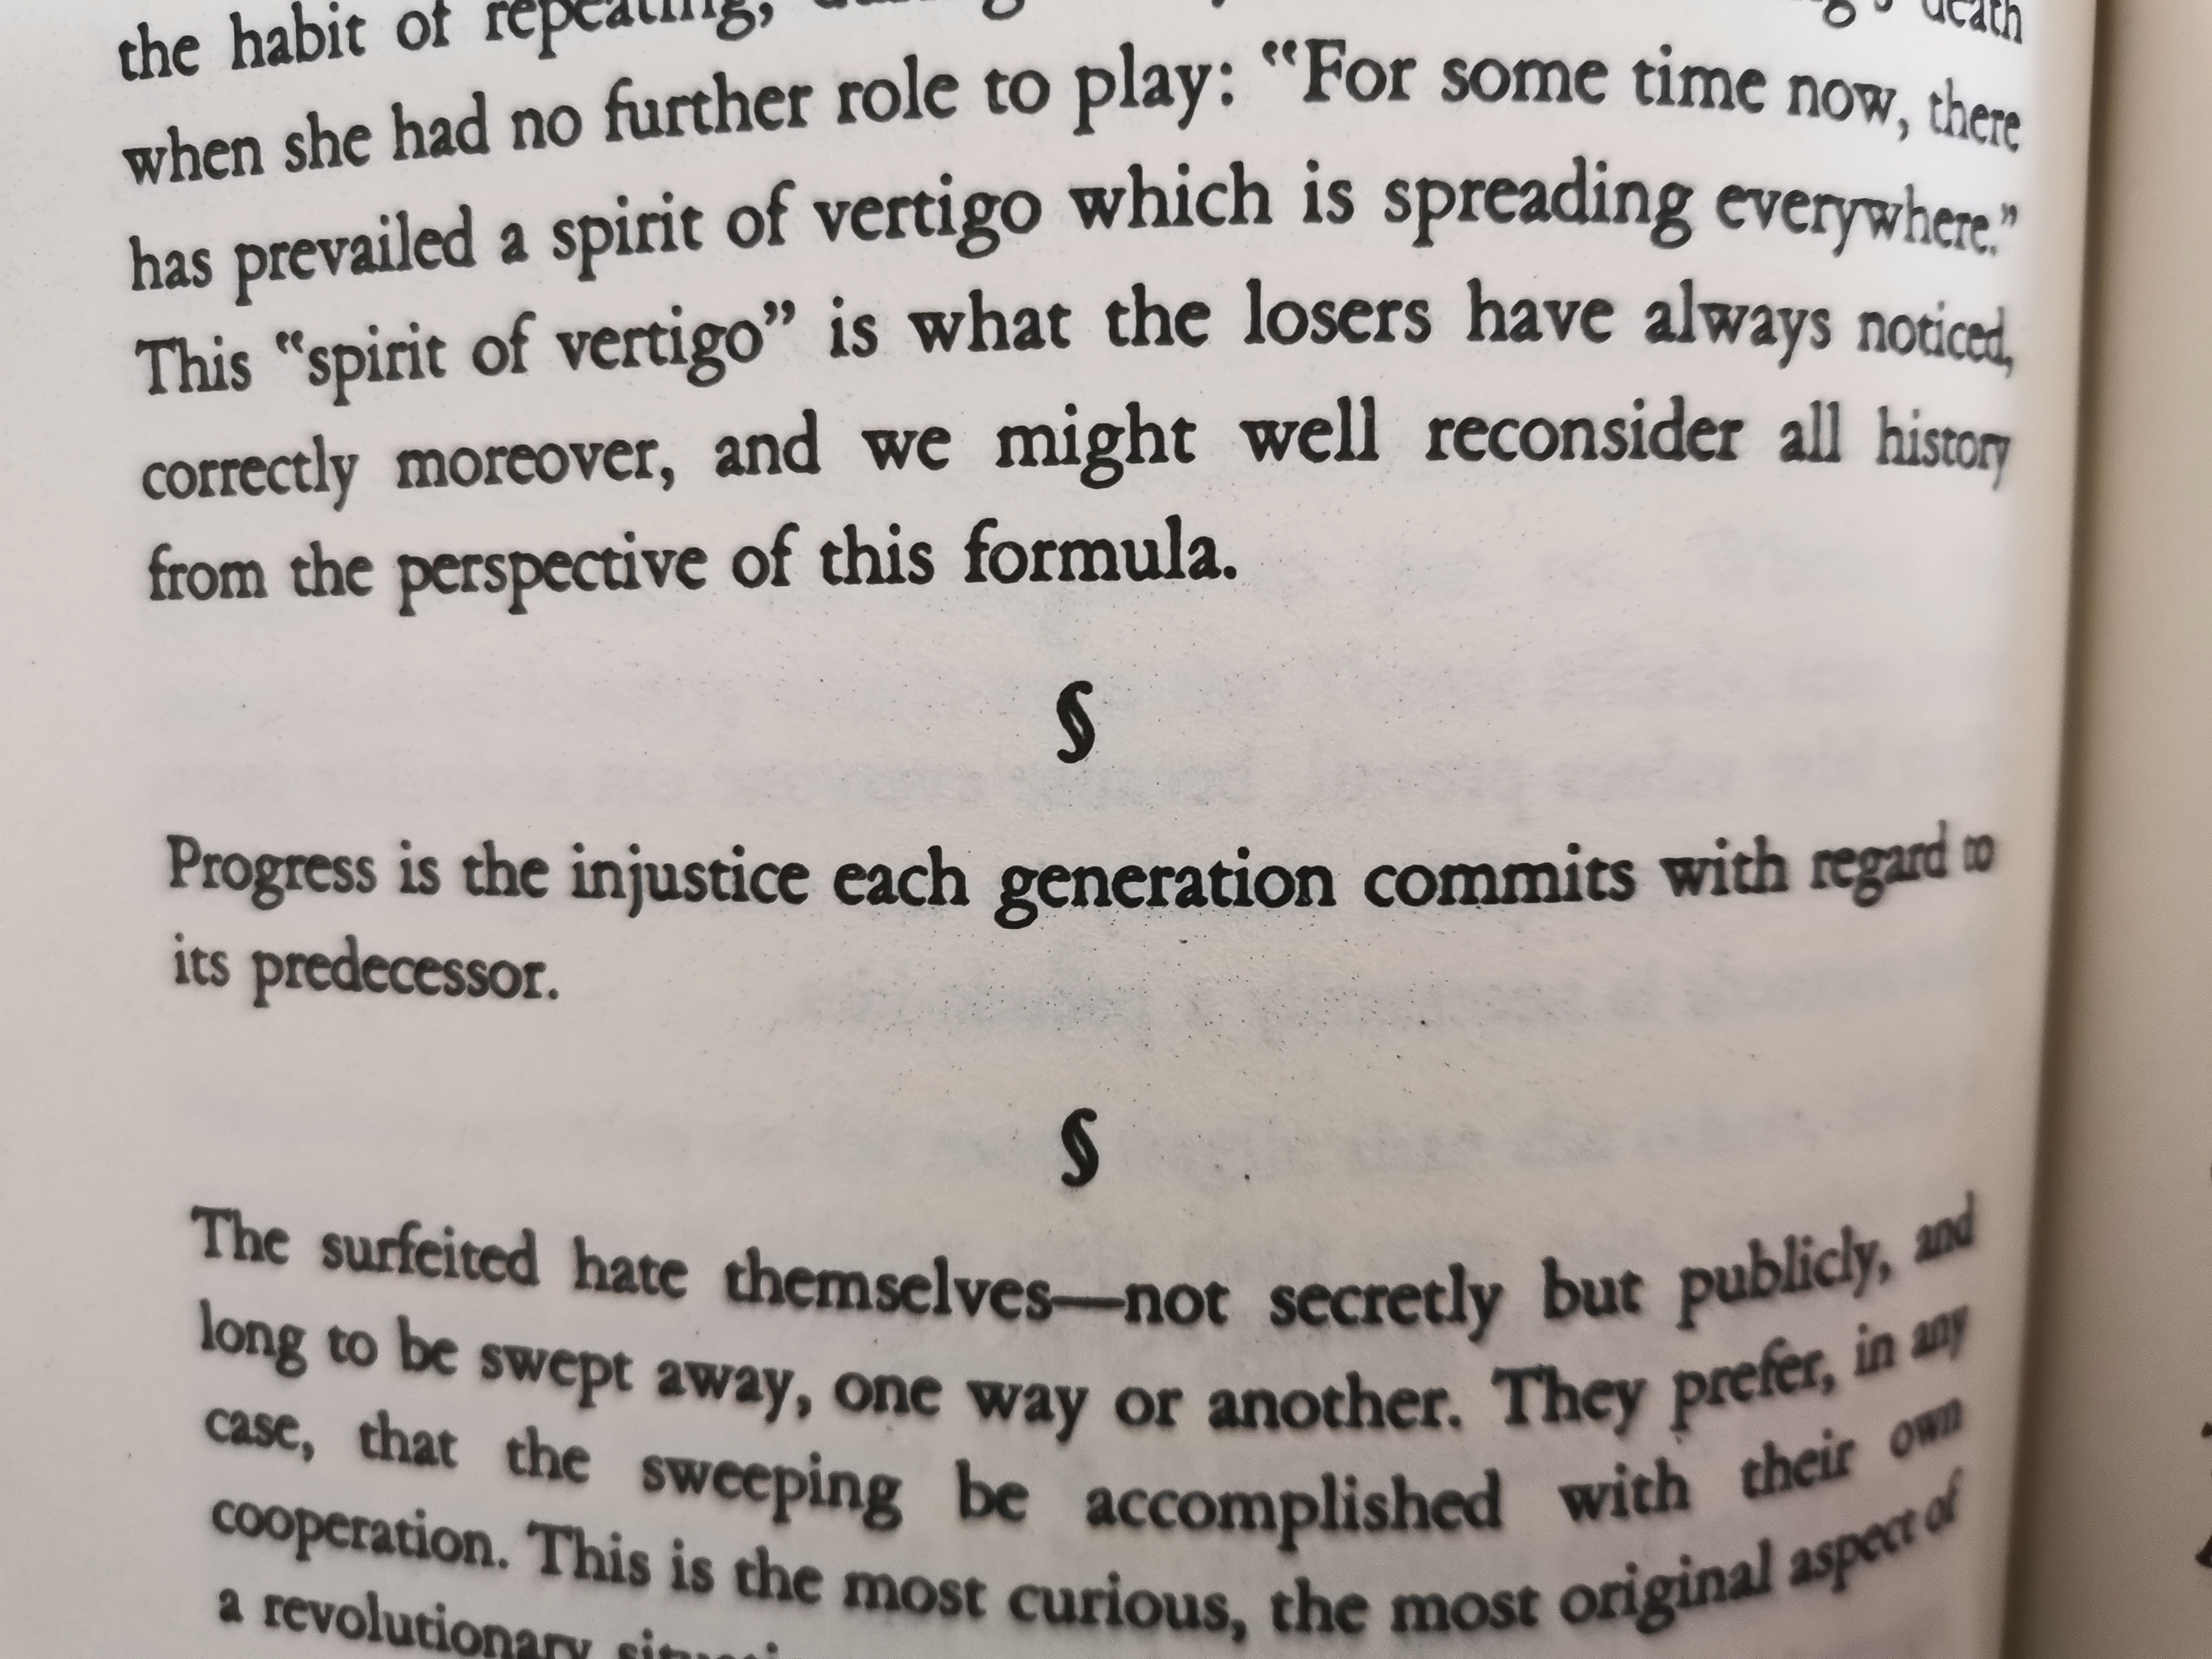 the habit of repeating, death
when she had no further role to play: “For some time now, there
has prevailed a spirit of vertigo which is spreading everywhere.”
This “spirit of vertigo” is what the losers have always noticed,
correctly moreover, and we might well reconsider all history
from the perspective of this formula.
§
Progress is the injustice each generation commits with regard to
its predecessor.
§
The surfeited hate themselves—not secretly but publicly, and
long to be swept away, one way or another. They prefer, in any
case, that the sweeping be accomplished with their own
cooperation. This is the most curious, the most original aspect of
a revolutionary